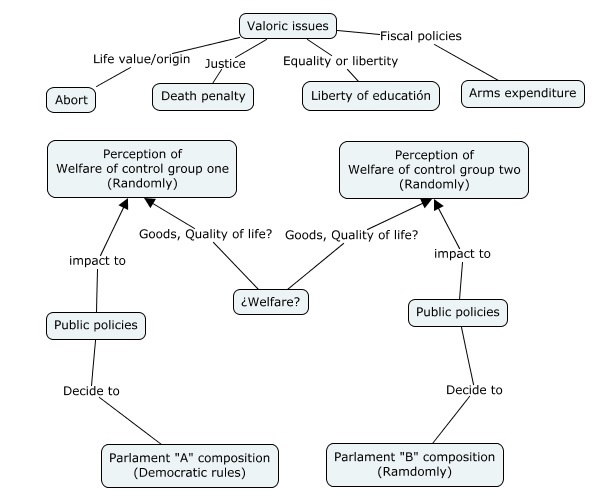 Valoric issues
Life value/origin
Justice
Equality or libertity
Fiscal policies
Abort
Death penalty
Liberty of educatión
Arms expenditure
Perception of
Welfare of control group one
(Randomly)
Perception of
Welfare of control group two
(Randomly)
Goods, Quality of life?
Goods, Quality of life?
impact to
impact to
¿Welfare?
Public policies
Public policies
Decide to
Decide to
Parlament "A" composition
(Democratic rules)
Parlament "B" composition
(Ramdomly)